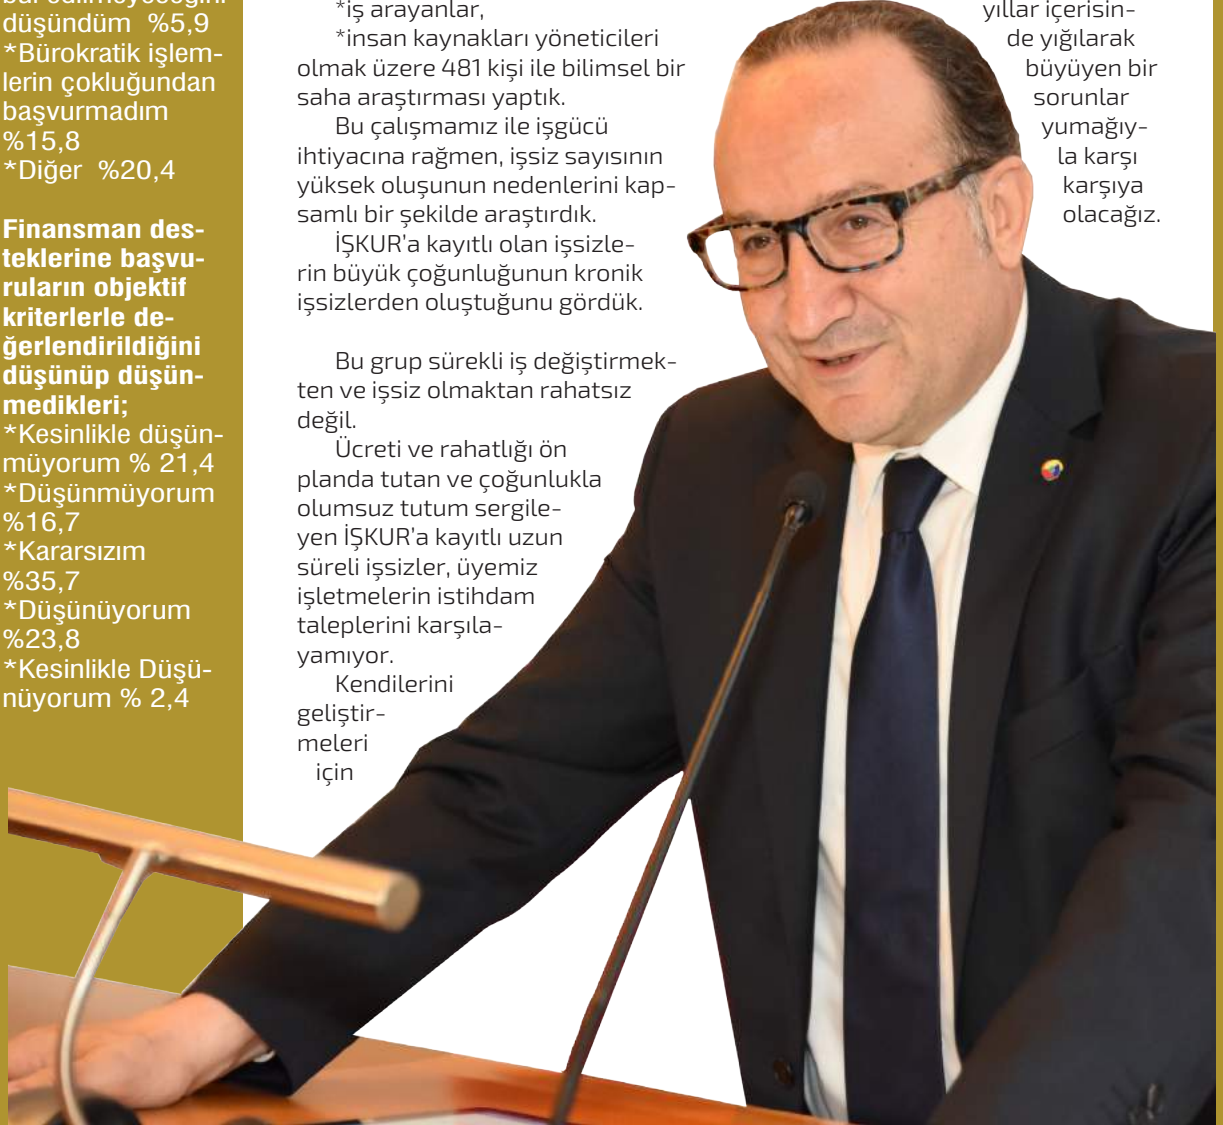 düşündüm %5,9
*Bürokratik işlem-
lerin çokluğundan
başvurmadım
%15,8
*Diğer %20,4
Finansman des-
teklerine başvu-
ruların objektif
kriterlerle de-
ğerlendirildiğini
düşünüp düşün-
medikleri;
*Kesinlikle düşün-
müyorum % 21,4
*Düşünmüyorum
%16,7
*Kararsızım
%35,7
*Düşünüyorum
%23,8
*Kesinlikle Düşü-
nüyorum % 2,4
*iş arayanlar,
*insan kaynakları yöneticileri
olmak üzere 481 kişi ile bilimsel bir
saha araştırması yaptık.
Bu çalışmamız ile işgücü
ihtiyacına rağmen, işsiz sayısının
yüksek oluşunun nedenlerini kap-
samlı bir şekilde araştırdık.
İŞKUR’a kayıtlı olan işsizle-
rin büyük çoğunluğunun kronik
işsizlerden oluştuğunu gördük.
Bu grup sürekli iş değiştirmek-
ten ve işsiz olmaktan rahatsız
değil.
Ücreti ve rahatlığı ön
planda tutan ve çoğunlukla
olumsuz tutum sergile-
yen İŞKUR’a kayıtlı uzun
süreli işsizler, üyemiz
işletmelerin istihdam
taleplerini karşıla-
yamıyor.
Kendilerini
geliştir-
meleri
için
yıllar içerisin-
de yığılarak
büyüyen bir
sorunlar
yumağıy-
la karşı
karşıya
olacağız.